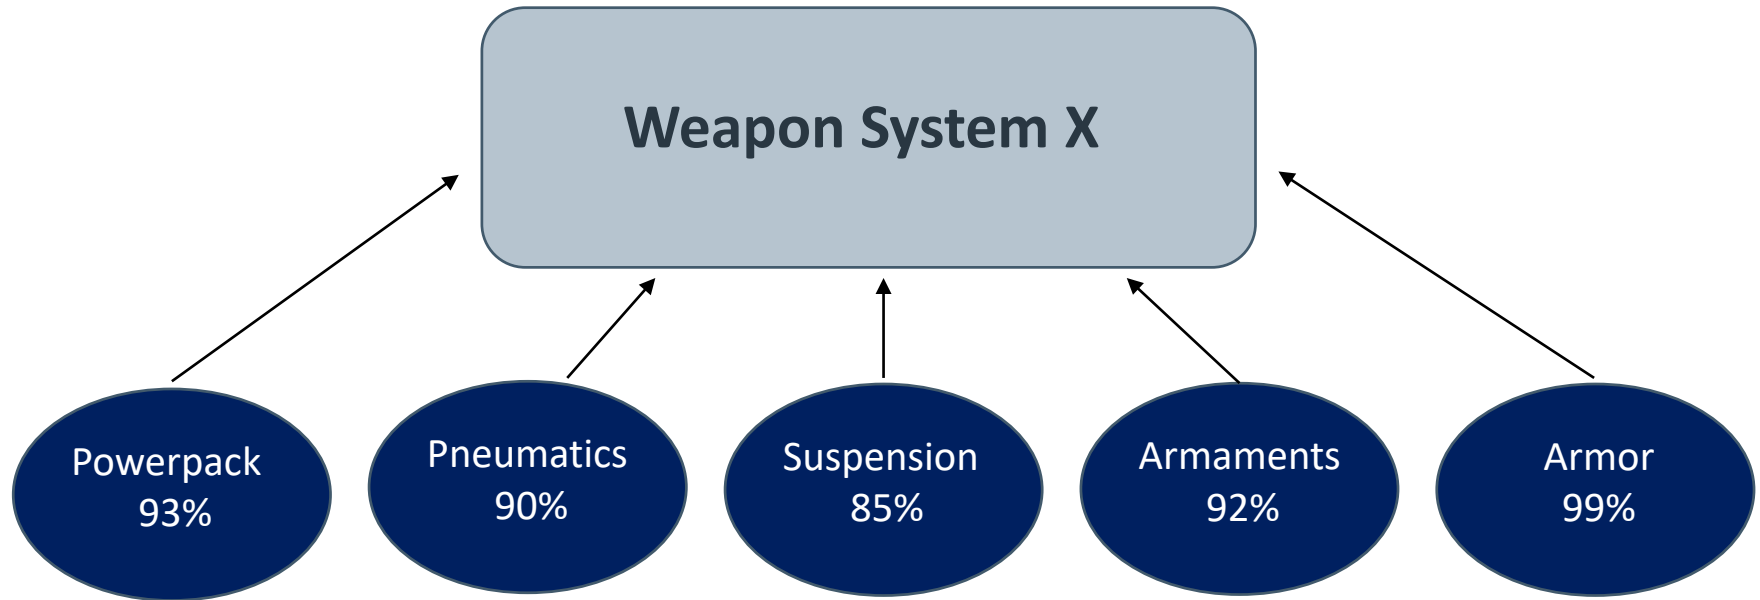 Weapon System X
Powerpack
93%
Pneumatics
90%
Suspension
85%
Armaments
92%
Armor
99%